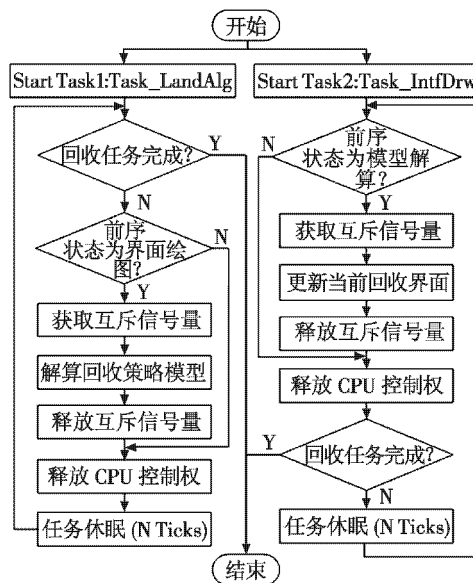 开始
Start Task1:Task_LandAlg
Start Task2:Task_IntfDrw
回收任务完成?
Y
N
前序
状态为界面绘
图?
N
Y
获取互斥信号量
解算回收策略模型
释放互斥信号量
释放 CPU 控制权
任务休眠 (N Ticks)
前序
状态为模型解
算?
N
Y
获取互斥信号量
更新当前回收界面
释放互斥信号量
释放 CPU 控制权
回收任务完成?
Y
N
任务休眠 (N Ticks)
结束